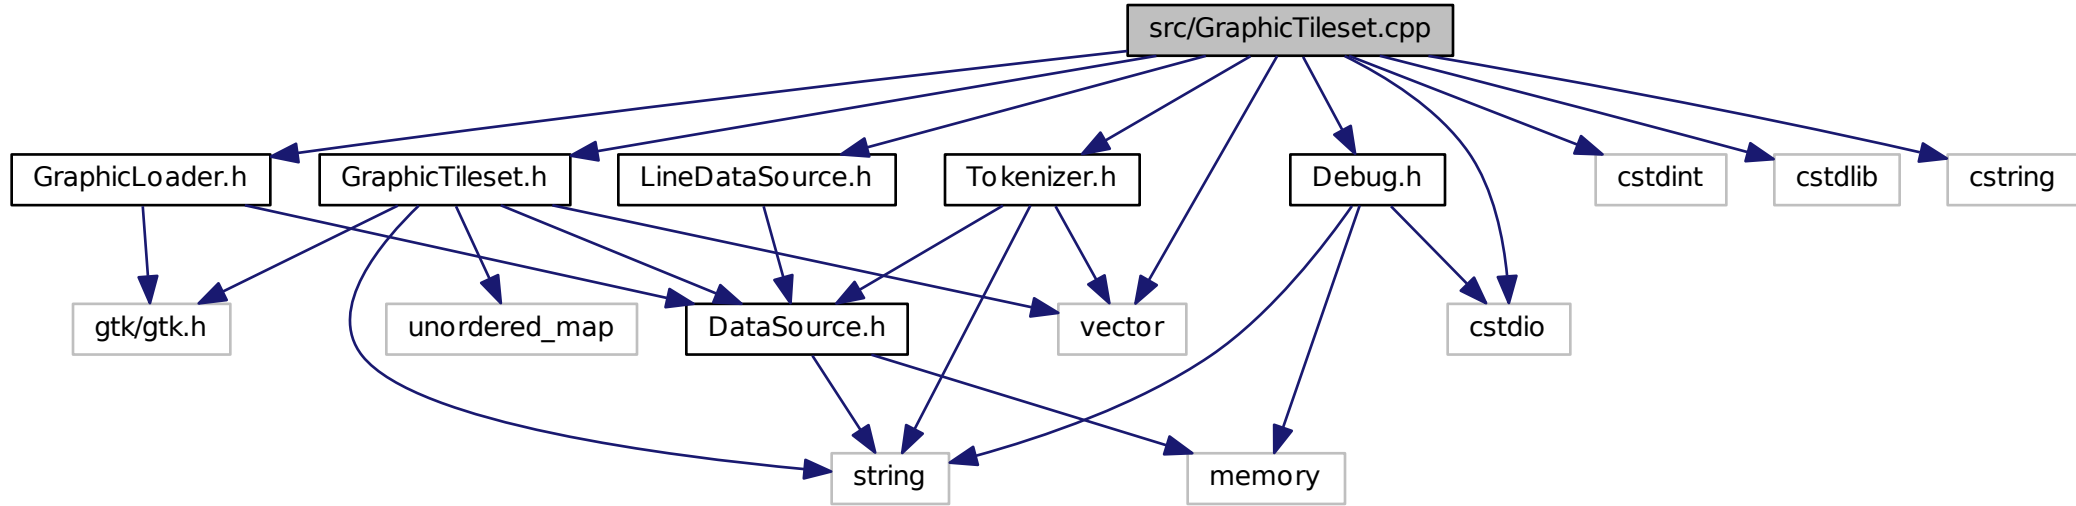 src/GraphicTileset.cpp
GraphicLoader.h
GraphicTileset.h
LineDataSource.h
Tokenizer.h
Debug.h
cstdint
cstdlib
cstring
gtk/gtk.h
unordered_map
DataSource.h
vector
cstdio
string
memory